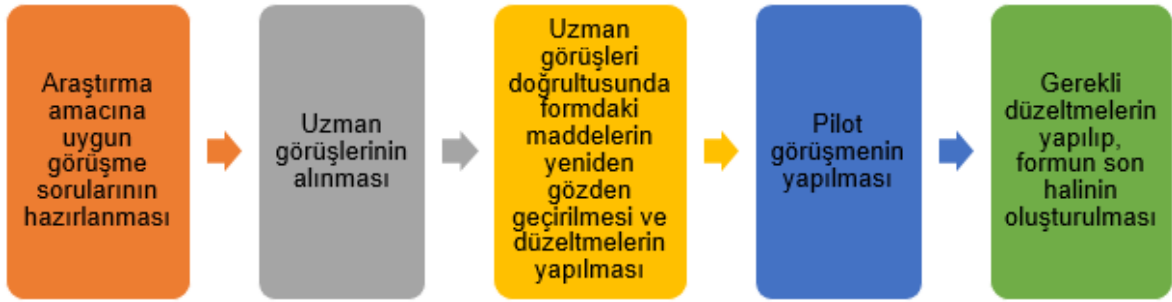 Araştırma
amacına
uygun
görüşme
sorularının
hazırlanması
Uzman
görüşlerinin
alınması
Uzman
görüşleri
doğrultusunda
formdaki
maddelerin
yeniden
gözden
geçirilmesi ve
düzeltmelerin
yapılması
Pilot
görüşmenin
yapılması
Gerekli
düzeltmelerin
yapılıp,
formun son
halinin
oluşturulması